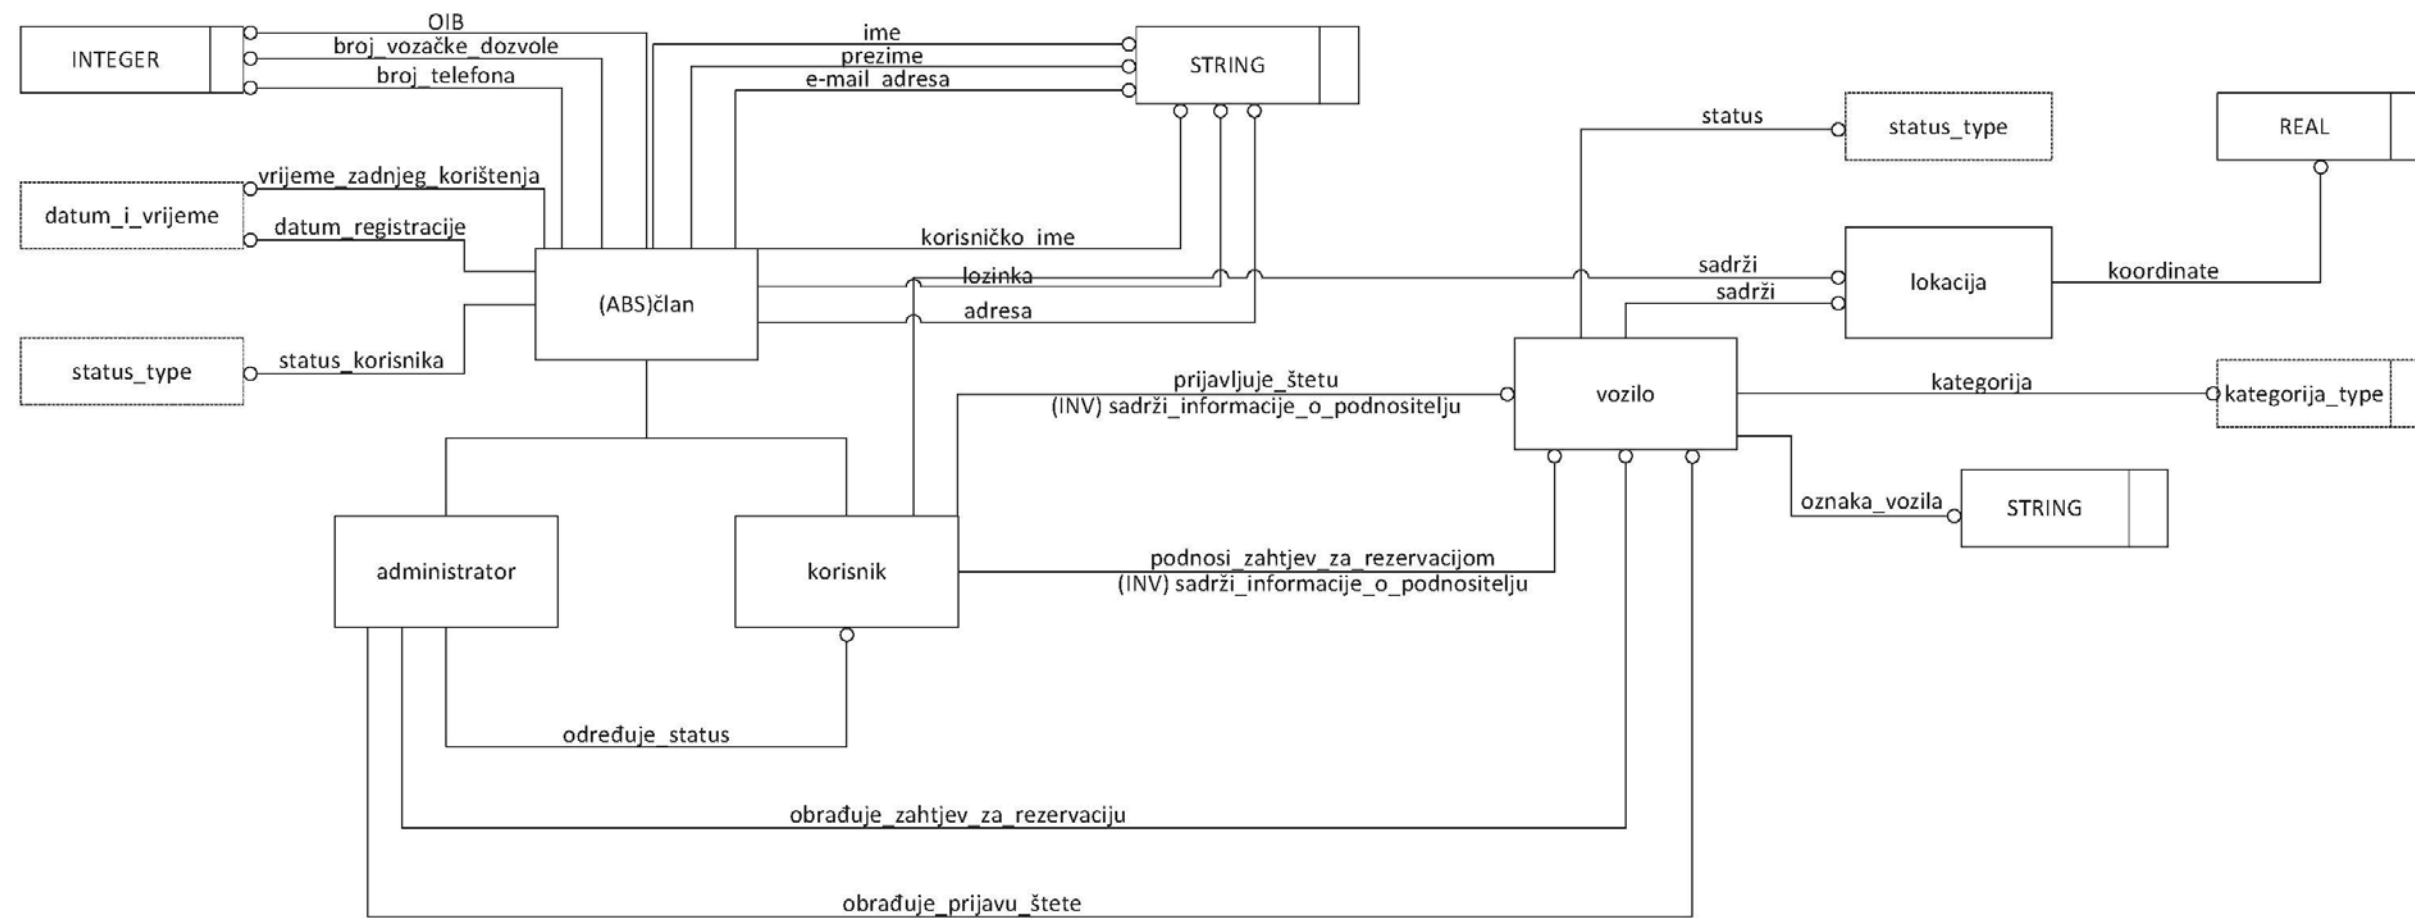 OIB
ime
INTEGER
broj_vozačke_dozvole
prezime
STRING
broj_telefona
e-mail_adresa
status
status_type
REAL
vrijeme_zadnjeg_korištenja
datum_i_vrijeme
datum_registracije
korisničko_ime
lozinka
sadrži
koordinate
lokacija
sadrži
(ABS)član
adresa
status_korisnika
status_type
prijavljuje_štetu
(INV) sadrži_informacije_o_podnositelju
vozilo
kategorija
kategorija_type
oznaka_vozila
STRING
administrator
korisnik
podnosi_zahtjev_za_rezervacijom
(INV) sadrži_informacije_o_podnositelju
određuje_status
obrađuje_zahtjev_za_rezervaciju
obrađuje_prijavu_štete